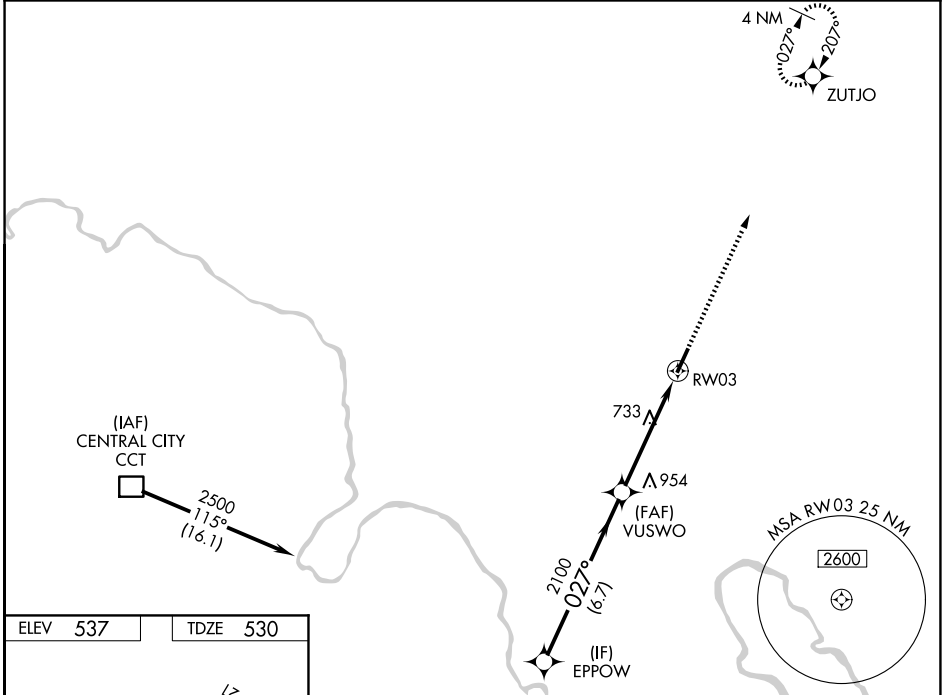 4 NM
027°
207°
ZUTJO
RW03
733
(IAF)
CENTRAL CITY
CCT
2500
115°
(16.1)
954
(FAF)
VUSWO
MSA RW03 25 NM
2600
2100
027°
(6.7)
(IF)
EPPOW
ELEV 537
TDZE 530